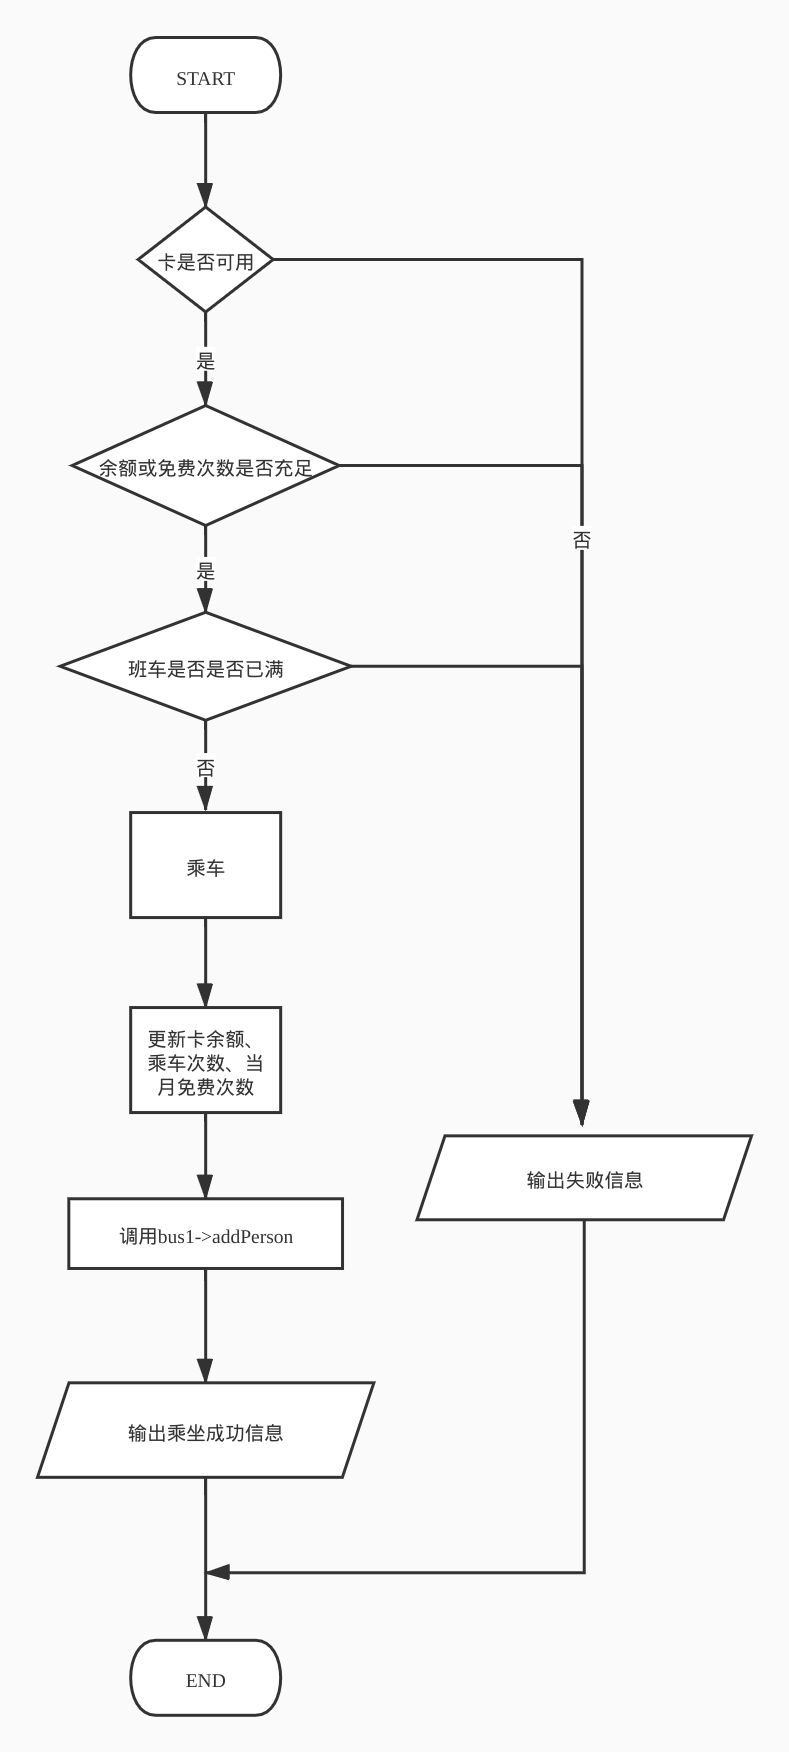 START
卡是否可用
是
余额或免费次数是否充足
否
是
班车是否是否已满
否
乘车
更新卡余额、
乘车次数、当
月免费次数
输出失败信息
调用bus1->addPerson
输出乘坐成功信息
END